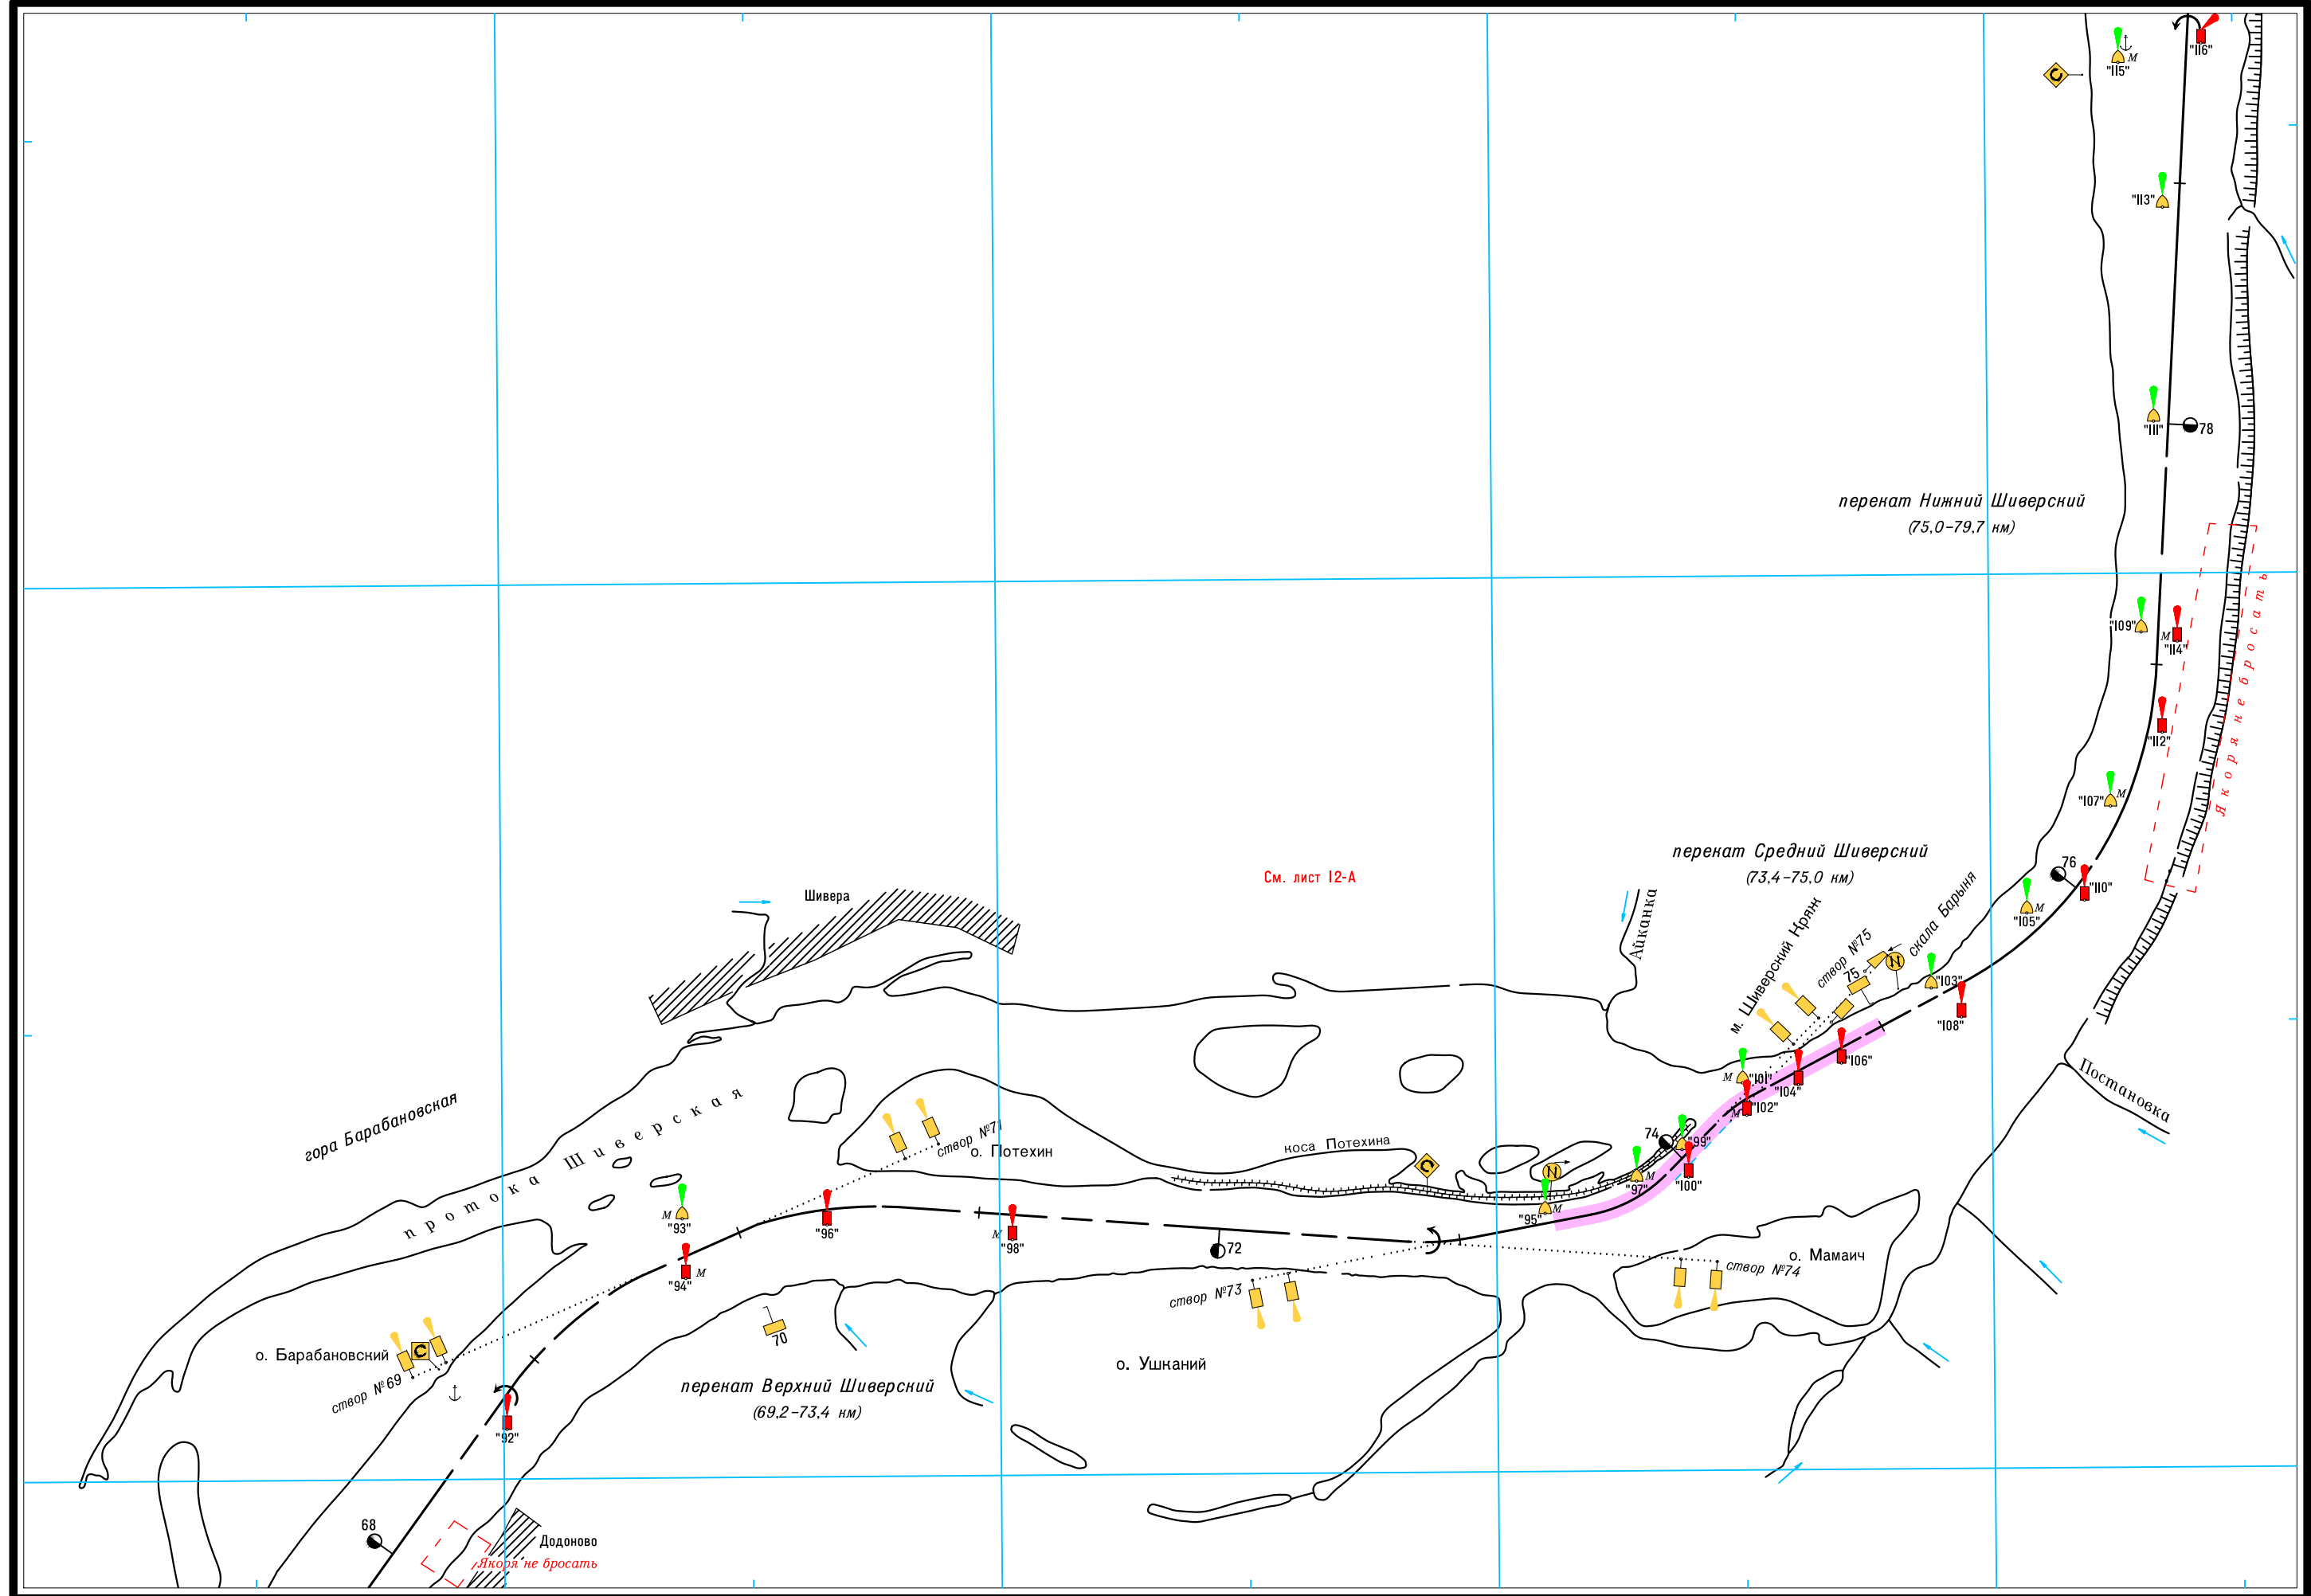 "116"
"115"
М
"113"
"111"
78
перекат Нижний Шиверский
(75,0-79,7 км)
"109"
М
"114"
Якоря не бросать
"112"
"107"
М
перекат Средний Шиверский
(73,4-75,0 км)
См. лист 12-А
76
"110"
Шивера
Айканка
м. Шиверский Кряж
створ №75
75
скала Барыня
"105"
М
"103"
"108"
"106"
М
"101"
"104"
"102"
М
Постановка
гора Барабановская
протока Шиверская
створ №71
о. Потехин
коса Потехина
74
"99"
"100"
"97"
М
"95"
М
М
"93"
"96"
М
"98"
72
"94"
М
створ №73
о. Мамаич
створ №74
70
о. Барабановский
створ №69
о. Ушканий
перекат Верхний Шиверский
(69,2-73,4 км)
"92"
68
Додоново
Якоря не бросать